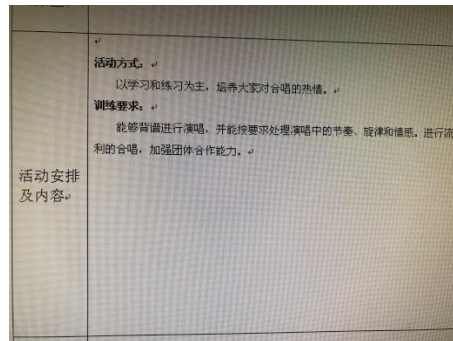 活动方式：
以学习和练习为主，培养大家对合唱的热情。
训练要求：
能够背谱进行演唱，并能按要求处理演唱中的节奏、旋律和情感。进行流
利的合唱，加强团体合作能力。
活动安排
及内容